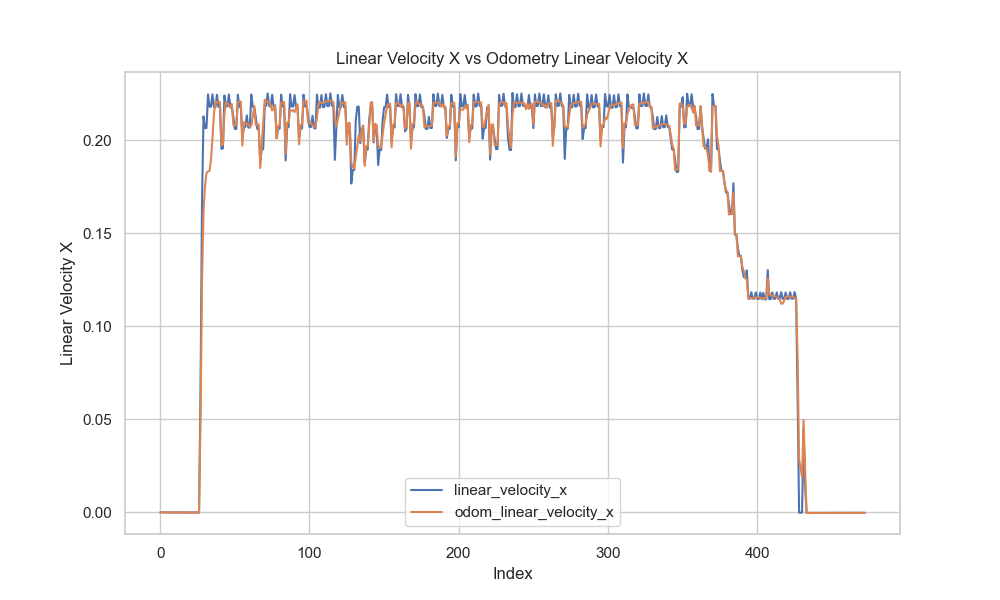 Linear Velocity X vs Odometry Linear Velocity X
Linear Velocity X
0.20
0.15
0.10
0.05
0.00
linear_velocity_x
odom_linear_velocity_x
0 100 200 300 400
Index